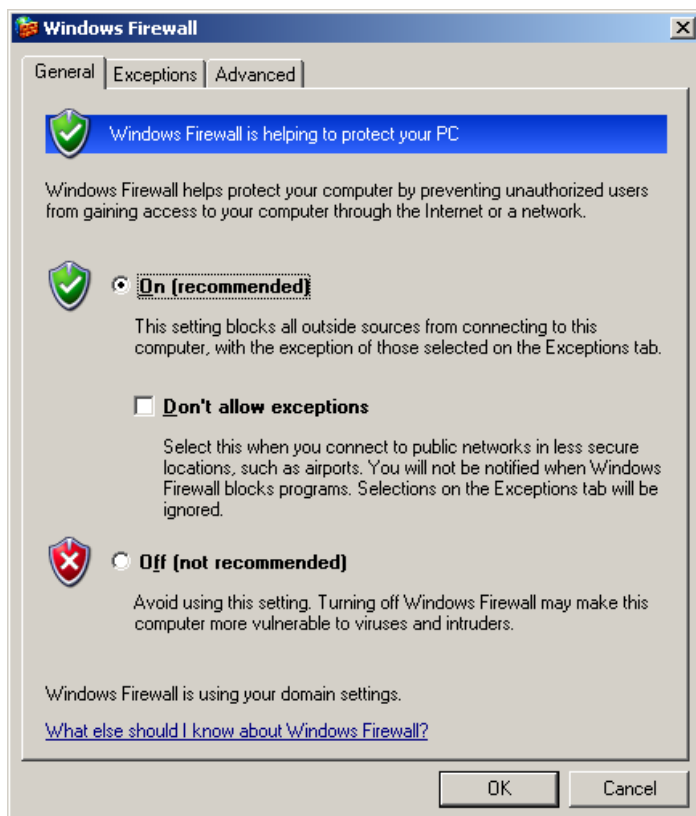 Windows Firewall
General
Exceptions
Advanced
Windows Firewall is helping to protect your PC
Windows Firewall helps protect your computer by preventing unauthorized users
from gaining access to your computer through the Internet or a network.
On (recommended)
This setting blocks all outside sources from connecting to this
computer, with the exception of those selected on the Exceptions tab.
Don't allow exceptions
Select this when you connect to public networks in less secure
locations, such as airports. You will not be notified when Windows
Firewall blocks programs. Selections on the Exceptions tab will be
ignored.
Off (not recommended)
Avoid using this setting. Turning off Windows Firewall may make this
computer more vulnerable to viruses and intruders.
Windows Firewall is using your domain settings.
What else should I know about Windows Firewall?
OK
Cancel